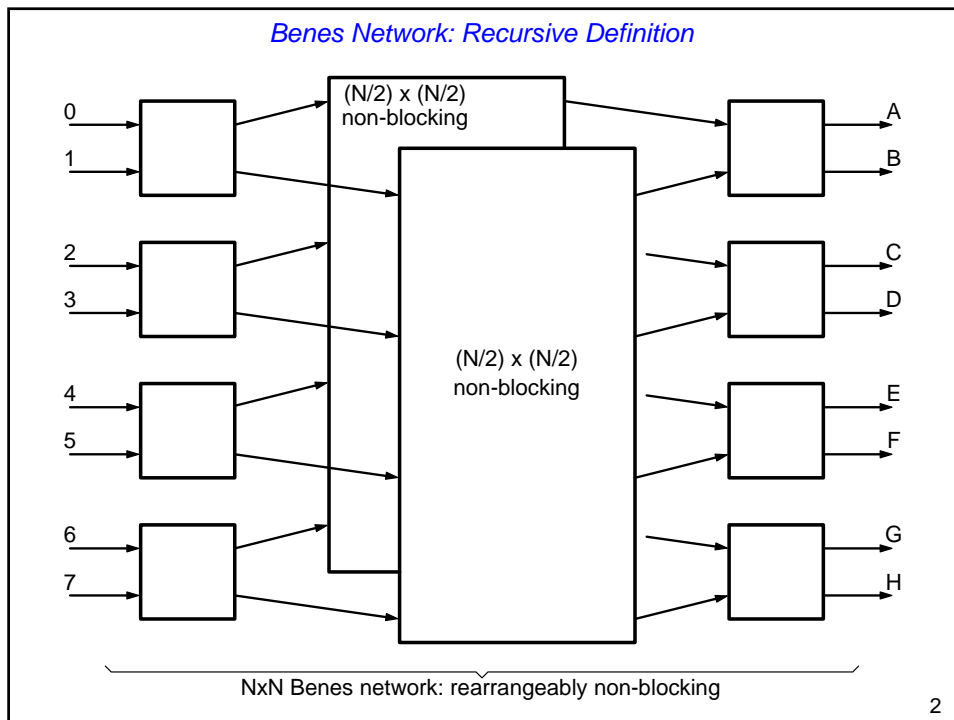 Benes Network: Recursive Definition
(N/2) x (N/2)
non-blocking
0
1
2
3
4
5
6
7
(N/2) x (N/2)
non-blocking
A
B
C
D
E
F
G
H
NxN Benes network: rearrangeably non-blocking
2